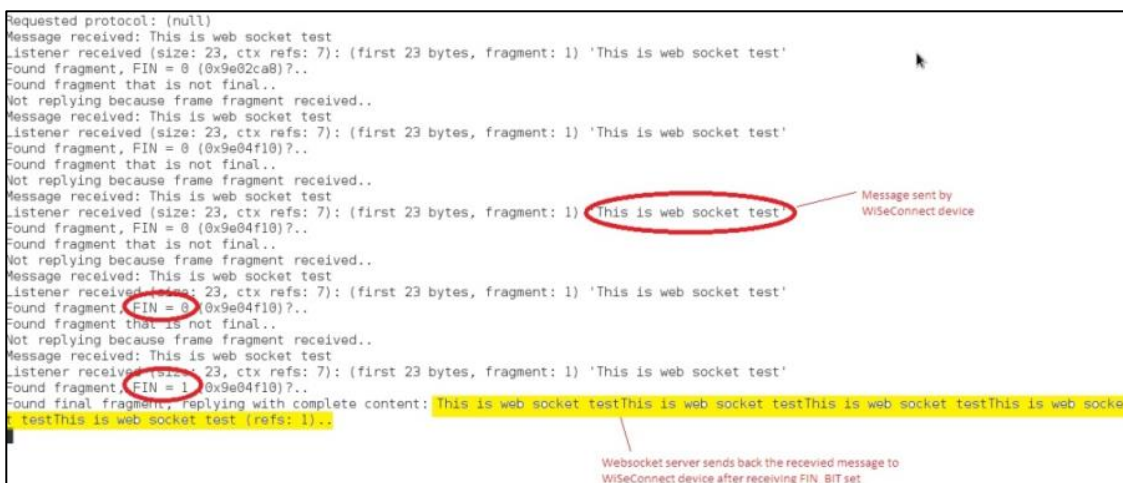 Requested protocol: (null)
Message received: This is web socket test
Listener received (size: 23, ctx refs: 7): (first 23 bytes, fragment: 1) 'This is web socket test'
Found fragment, FIN = 0 (0x9e02ca8)?..
Found fragment that is not final..
Not replying because frame fragment received..
Message received: This is web socket test
Listener received (size: 23, ctx refs: 7): (first 23 bytes, fragment: 1) 'This is web socket test'
Found fragment, FIN = 0 (0x9e04f10)?..
Found fragment that is not final..
Not replying because frame fragment received..
Message received: This is web socket test
Listener received (size: 23, ctx refs: 7): (first 23 bytes, fragment: 1) 'This is web socket test'
Found fragment, FIN = 0 (0x9e04f10)?..
Found fragment that is not final..
Not replying because frame fragment received..
Message received: This is web socket test
Listener received (size: 23, ctx refs: 7): (first 23 bytes, fragment: 1) 'This is web socket test'
Found fragment, FIN = 0 (0x9e04f10)?..
Found fragment that is not final..
Not replying because frame fragment received..
Message received: This is web socket test
Listener received (size: 23, ctx refs: 7): (first 23 bytes, fragment: 1) 'This is web socket test'
Found fragment, FIN = 1 (0x9e04f10)?..
Found final fragment, replying with complete content: This is web socket testThis is web socket testThis is web socket testThis is web socke
t testThis is web socket test (refs: 1)..
Message sent by
WiSeConnect device
Websocket server sends back the recevied message to
WiSeConnect device after receiving FIN_BIT set